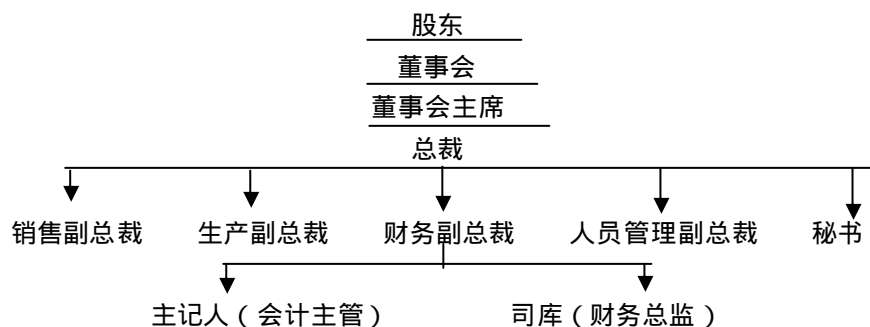 股东
董事会
董事会主席
总裁
销售副总裁 生产副总裁 财务副总裁 人员管理副总裁 秘书
主记人（会计主管） 司库（财务总监）